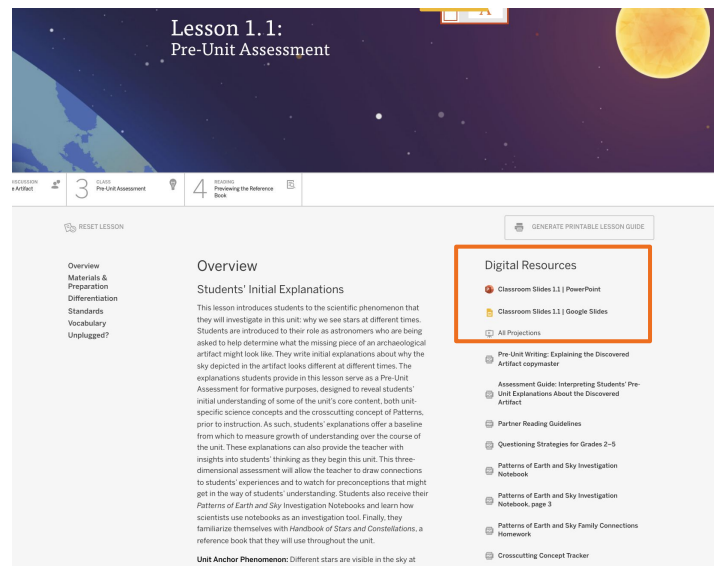 Lesson 1.1:
Pre-Unit Assessment
A
DISCUSSION
e Artifact
3
CLASS
Pre-Unit Assessment
4
READING
Previewing the Reference
Book
RESET LESSON
GENERATE PRINTABLE LESSON GUIDE
Overview
Materials &
Preparation
Differentiation
Standards
Vocabulary
Unplugged?
Overview
Students' Initial Explanations
This lesson introduces students to the scientific phenomenon that
they will investigate in this unit: why we see stars at different times.
Students are introduced to their role as astronomers who are being
asked to help determine what the missing piece of an archaeological
artifact might look like. They write initial explanations about why the
sky depicted in the artifact looks different at different times. The
explanations students provide in this lesson serve as a Pre-Unit
Assessment for formative purposes, designed to reveal students'
initial understanding of some of the unit's core content, both unit-
specific science concepts and the crosscutting concept of Patterns,
prior to instruction. As such, students' explanations offer a baseline
from which to measure growth of understanding over the course of
the unit. These explanations can also provide the teacher with
insights into students' thinking as they begin this unit. This three-
dimensional assessment will allow the teacher to draw connections
to students' experiences and to watch for preconceptions that might
get in the way of students' understanding. Students also receive their
Patterns of Earth and Sky Investigation Notebooks and learn how
scientists use notebooks as an investigation tool. Finally, they
familiarize themselves with Handbook of Stars and Constellations, a
reference book that they will use throughout the unit.
Unit Anchor Phenomenon: Different stars are visible in the sky at
Digital Resources
Classroom Slides 1.1 | PowerPoint
Classroom Slides 1.1 | Google Slides
All Projections
Pre-Unit Writing: Explaining the Discovered
Artifact copymaster
Assessment Guide: Interpreting Students' Pre-
Unit Explanations About the Discovered
Artifact
Partner Reading Guidelines
Questioning Strategies for Grades 2–5
Patterns of Earth and Sky Investigation
Notebook
Patterns of Earth and Sky Investigation
Notebook, page 3
Patterns of Earth and Sky Family Connections
Homework
Crosscutting Concept Tracker